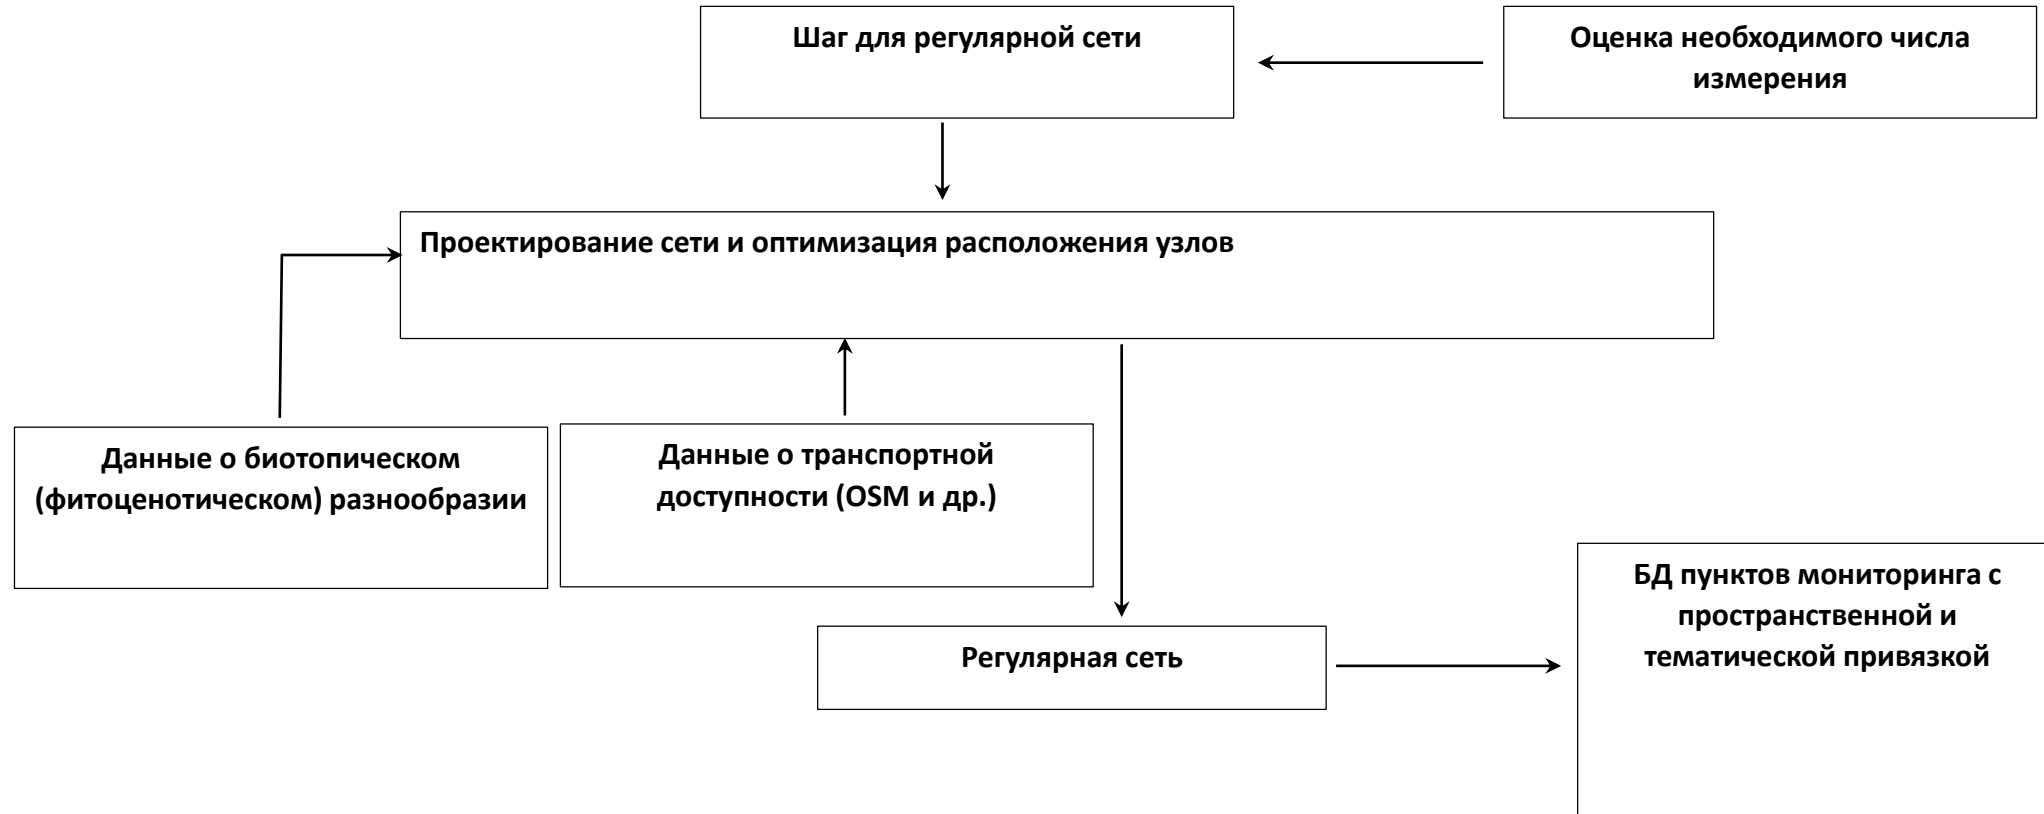 Шаг для регулярной сети
Оценка необходимого числа
измерения
Проектирование сети и оптимизация расположения узлов
Данные о биотопическом
(фитоценотическом) разнообразии
Данные о транспортной
доступности (OSM и др.)
Регулярная сеть
БД пунктов мониторинга с
пространственной и
тематической привязкой